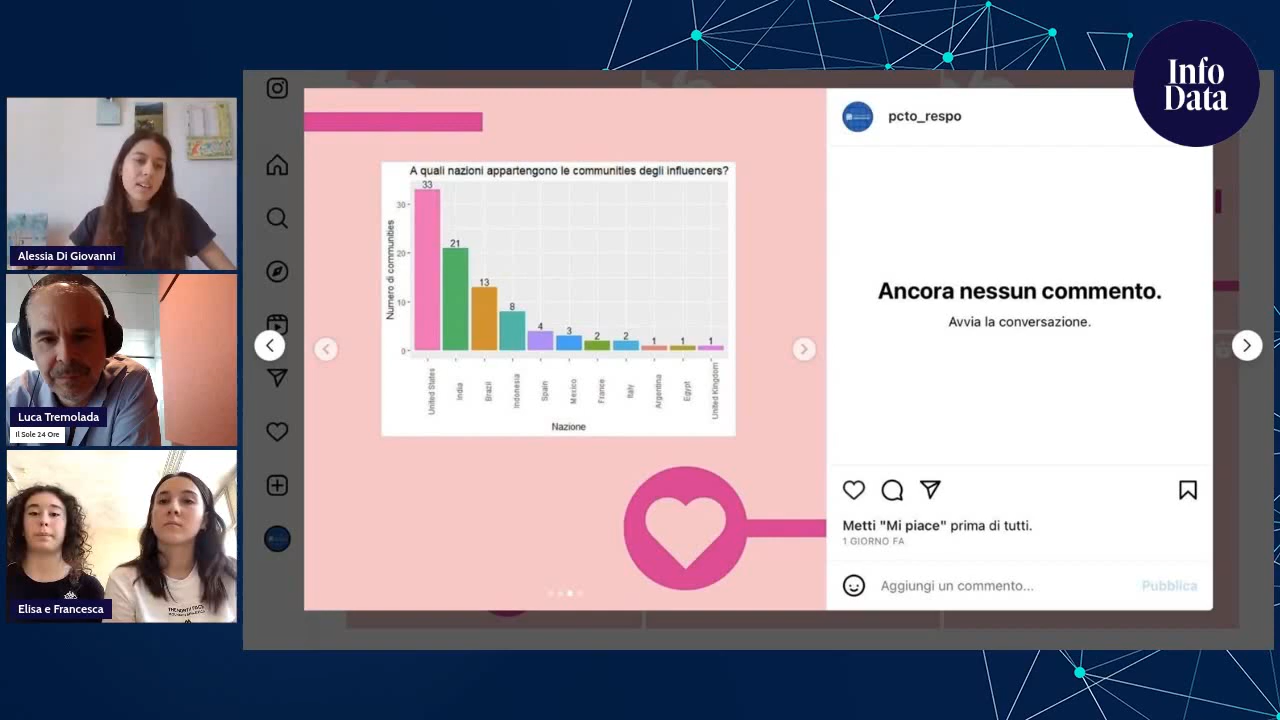 Info
Data
Alessia Di Giovanni
Luca Tremolada
Il Sole 24 Ore
Elisa e Francesca
THE NORTH FACE
A quali nazioni appartengono le communities degli influencers?
Numero di communities
30
20
10
0
33
21
13
8
4
3
2
2
1
1
1
United States
India
Brazil
Indonesia
Spain
Mexico
France
Italy
Argentina
Egypt
United Kingdom
Nazione
pcto_respo
Ancora nessun commento.
Avvia la conversazione.
Metti "Mi piace" prima di tutti.
1 GIORNO FA
Aggiungi un commento...
Pubblica